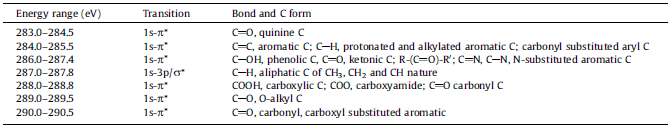 Energy range (eV) Transition Bond and C form
283.0–284.5 1s-π* C=O, quinine C
284.0–285.5 1s-π* C=C, aromatic C; C–H, protonated and alkylated aromatic C; carbonyl substituted aryl C
286.0–287.4 1s-π* C–OH, phenolic C, C=O, ketonic C; R-(C=O)-R′; C=N, C–N, N-substituted aromatic C
287.0–287.8 1s-3p/σ* C–H, aliphatic C of CH3, CH2 and CH nature
288.0–288.8 1s-π* COOH, carboxylic C; COO, carboxyamide; C=O carbonyl C
289.0–289.5 1s-π* C–O, O-alkyl C
290.0–290.5 1s-π* C=O, carbonyl, carboxyl substituted aromatic